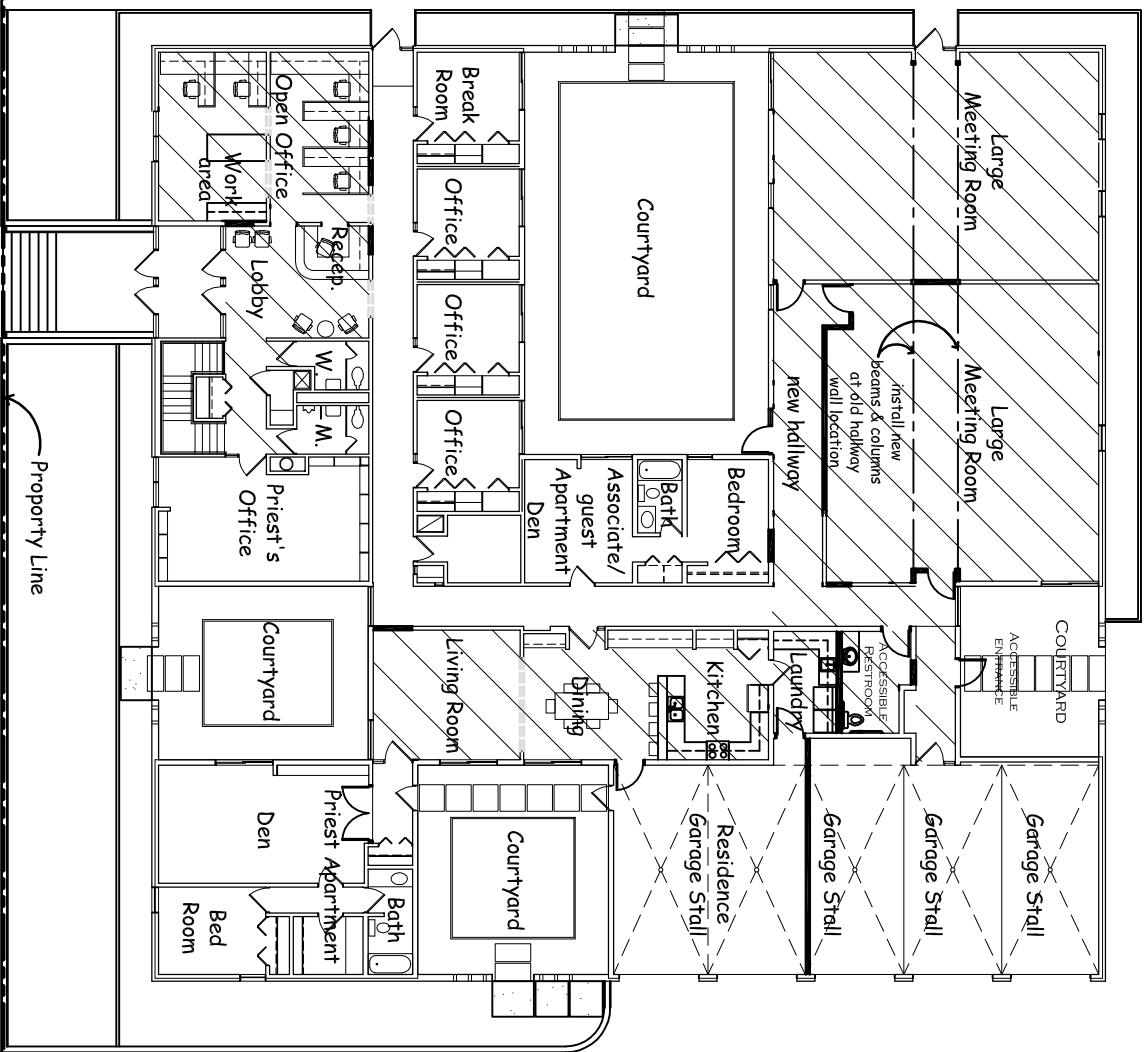 Break
Room
Open Office
Work
area
Office
Recep.
Lobby
Office
Office
W.
M.
Priest's
Office
Courtyard
Large
Meeting Room
Large
Meeting Room
install new
beams & columns
at old hallway
wall location
new hallway
Bedroom
Bath
Associate/
guest
Apartment
Den
Property Line
Courtyard
Living Room
Dining
Kitchen
Laundry
ACCESSIBLE
RESTROOM
COURTYARD
ACCESSIBLE
ENTRANCE
Den
Priest Apartment
Bed
Room
Bath
Courtyard
Residence
Garage Stall
Garage Stall
Garage Stall
Garage Stall